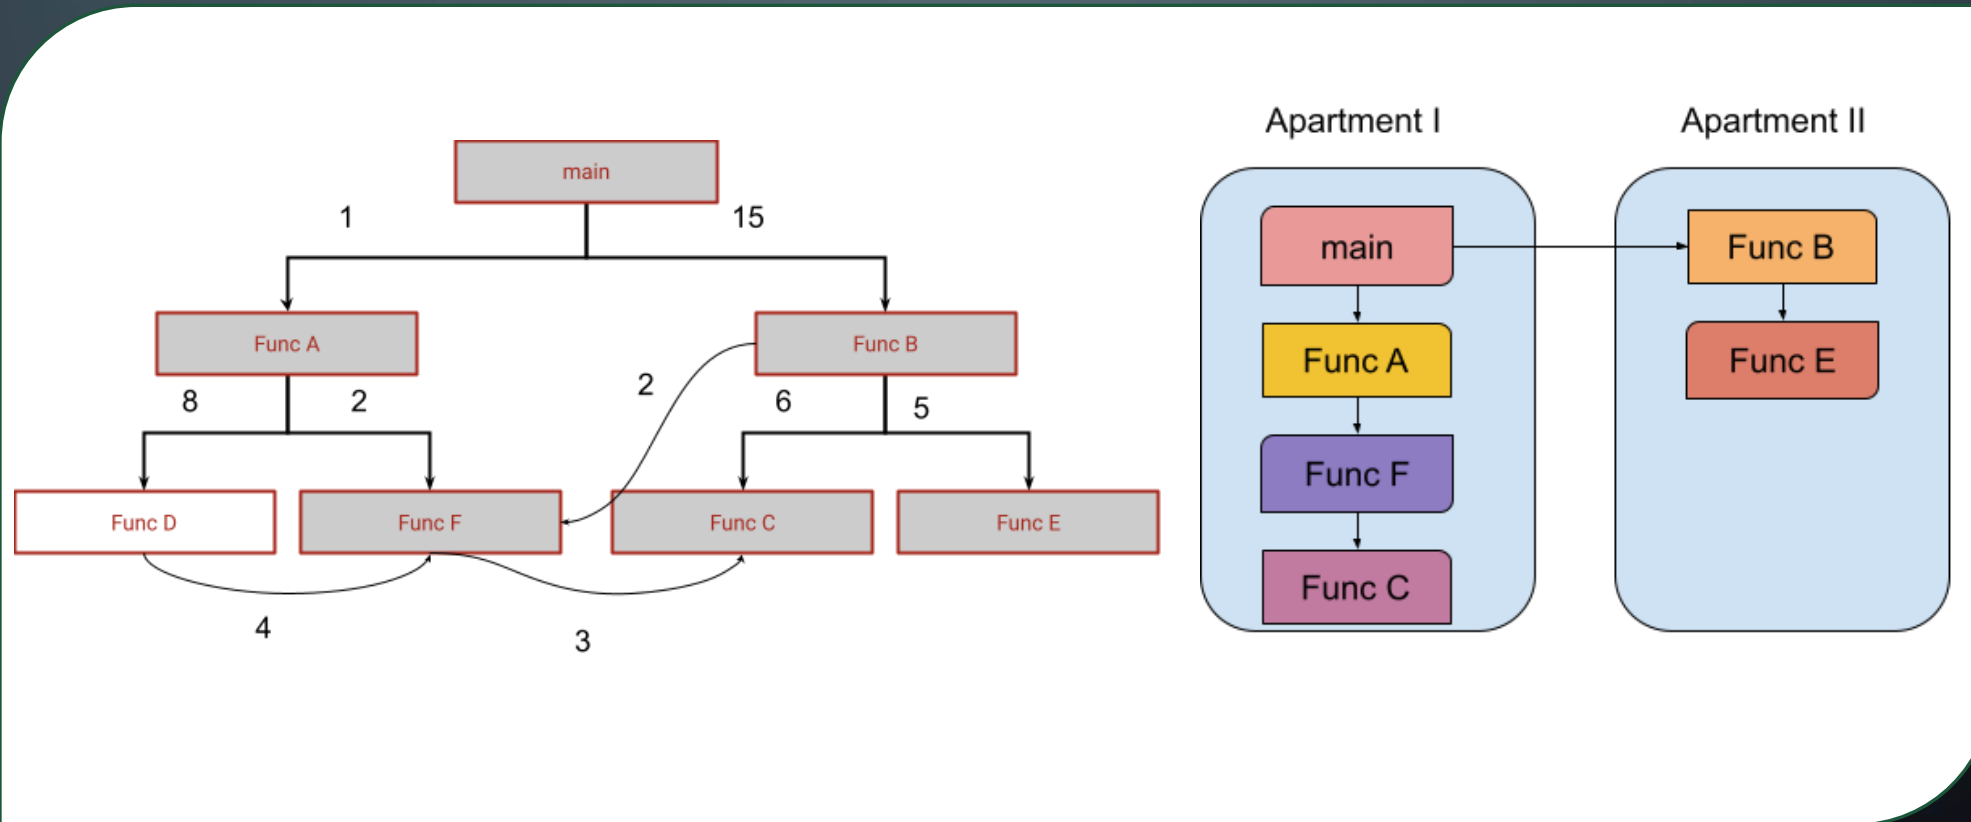 main
1
15
Func A
Func B
8
2
2
6
5
Func D
Func F
Func C
Func E
4
3
Apartment I
Apartment II
main
Func B
Func A
Func E
Func F
Func C